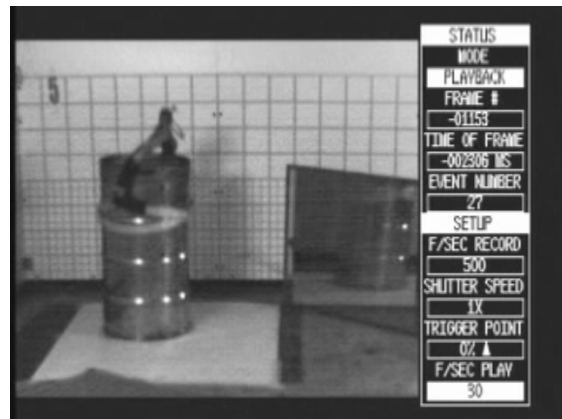 5
STATUS
MODE
PLAYBACK
FRAME #
-01153
TIME OF FRAME
-002306 MS
EVENT NUMBER
27
SETUP
F/SEC RECORD
500
SHUTTER SPEED
1X
TRIGGER POINT
0% ▲
F/SEC PLAY
30